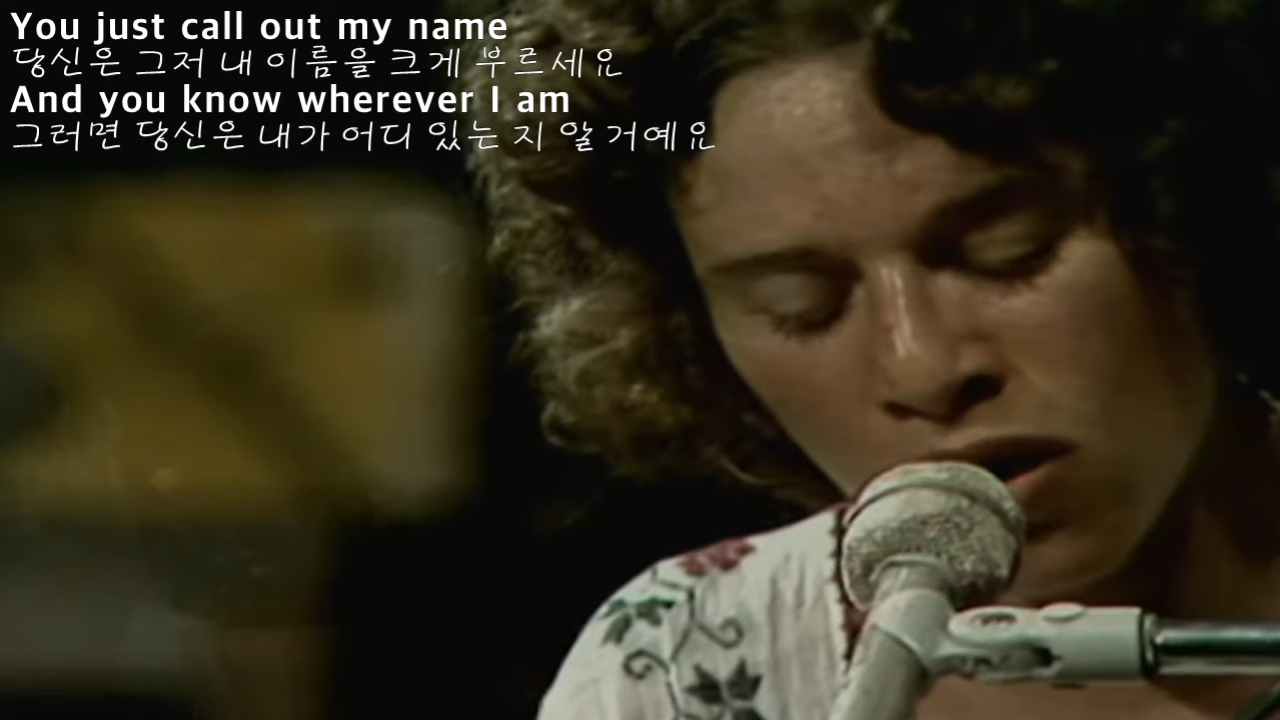 You just call out my name
당신은 그저 내 이름을 크게 부르세요
And you know wherever I am
그러면 당신은 내가 어디 있는 지 알 거예요